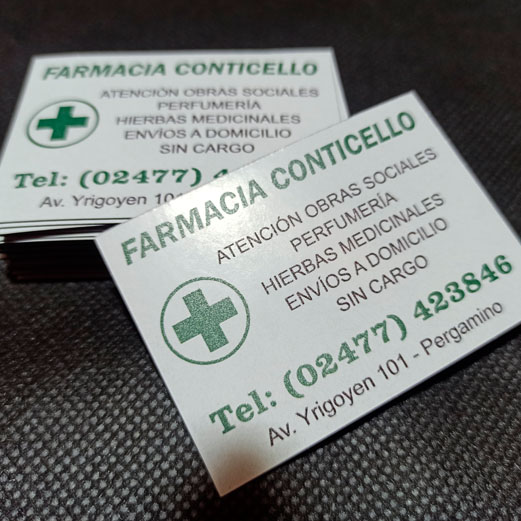 FARMACIA CONTICELLO
ATENCIÓN OBRAS SOCIALES
PERFUMERÍA
HIERBAS MEDICINALES
ENVÍOS A DOMICILIO
SIN CARGO
Tel: (02477)
Av. Yrigoyen 101
FARMACIA CONTICELLO
ATENCIÓN OBRAS SOCIALES
PERFUMERÍA
HIERBAS MEDICINALES
ENVÍOS A DOMICILIO
SIN CARGO
Tel: (02477) 423846
Av. Yrigoyen 101 - Pergamino